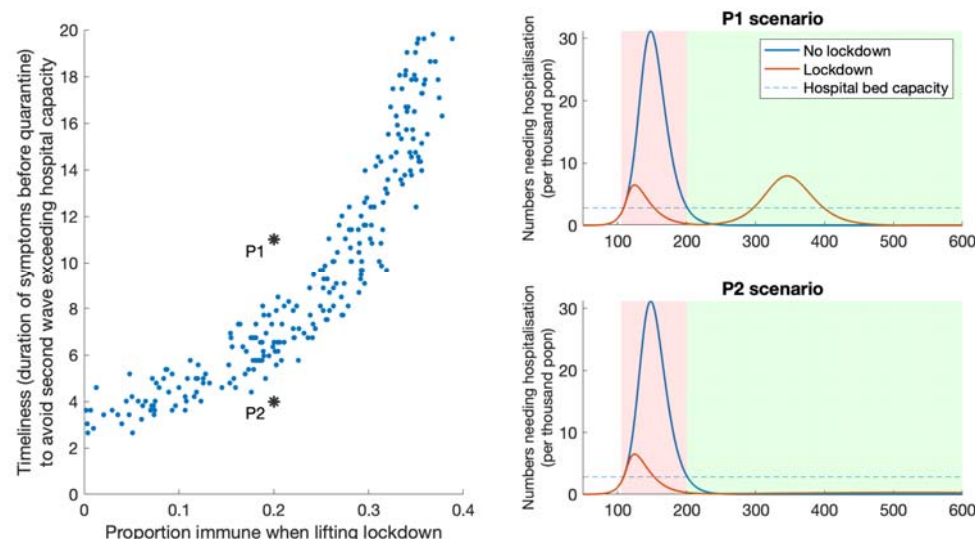 Timeliness (duration of symptoms before quarantine)
to avoid second wave exceeding hospital capacity
20
18
16
14
12
10
8
6
4
2
0
P1
P2
0
0.1
0.2
0.3
0.4
Proportion immune when lifting lockdown
P1 scenario
Numbers needing hospitalisation
(per thousand popn)
30
20
10
0
No lockdown
Lockdown
Hospital bed capacity
100
200
300
400
500
600
P2 scenario
Numbers needing hospitalisation
(per thousand popn)
30
20
10
0
100
200
300
400
500
600